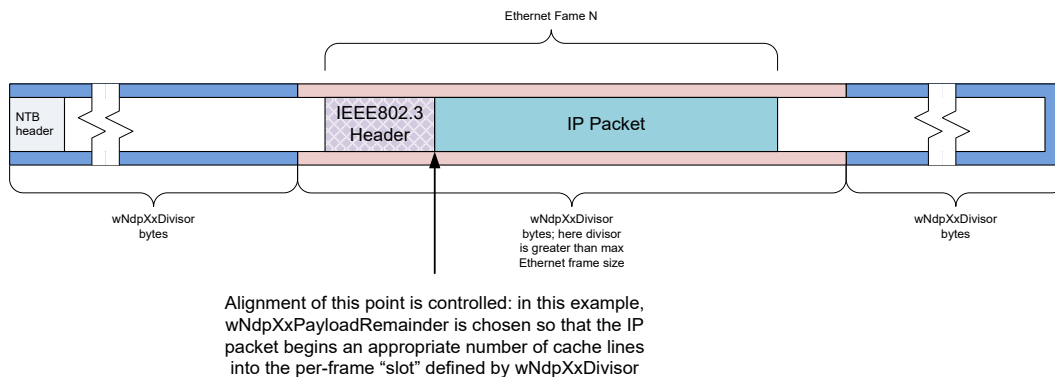 Ethernet Fame N
NTB
header
IEEE802.3
Header
IP Packet
wNdpXxDivisor
bytes
wNdpXxDivisor
bytes; here divisor
is greater than max
Ethernet frame size
wNdpXxDivisor
bytes
Alignment of this point is controlled: in this example,
wNdpXxPayloadRemainder is chosen so that the IP
packet begins an appropriate number of cache lines
into the per-frame “slot” defined by wNdpXxDivisor